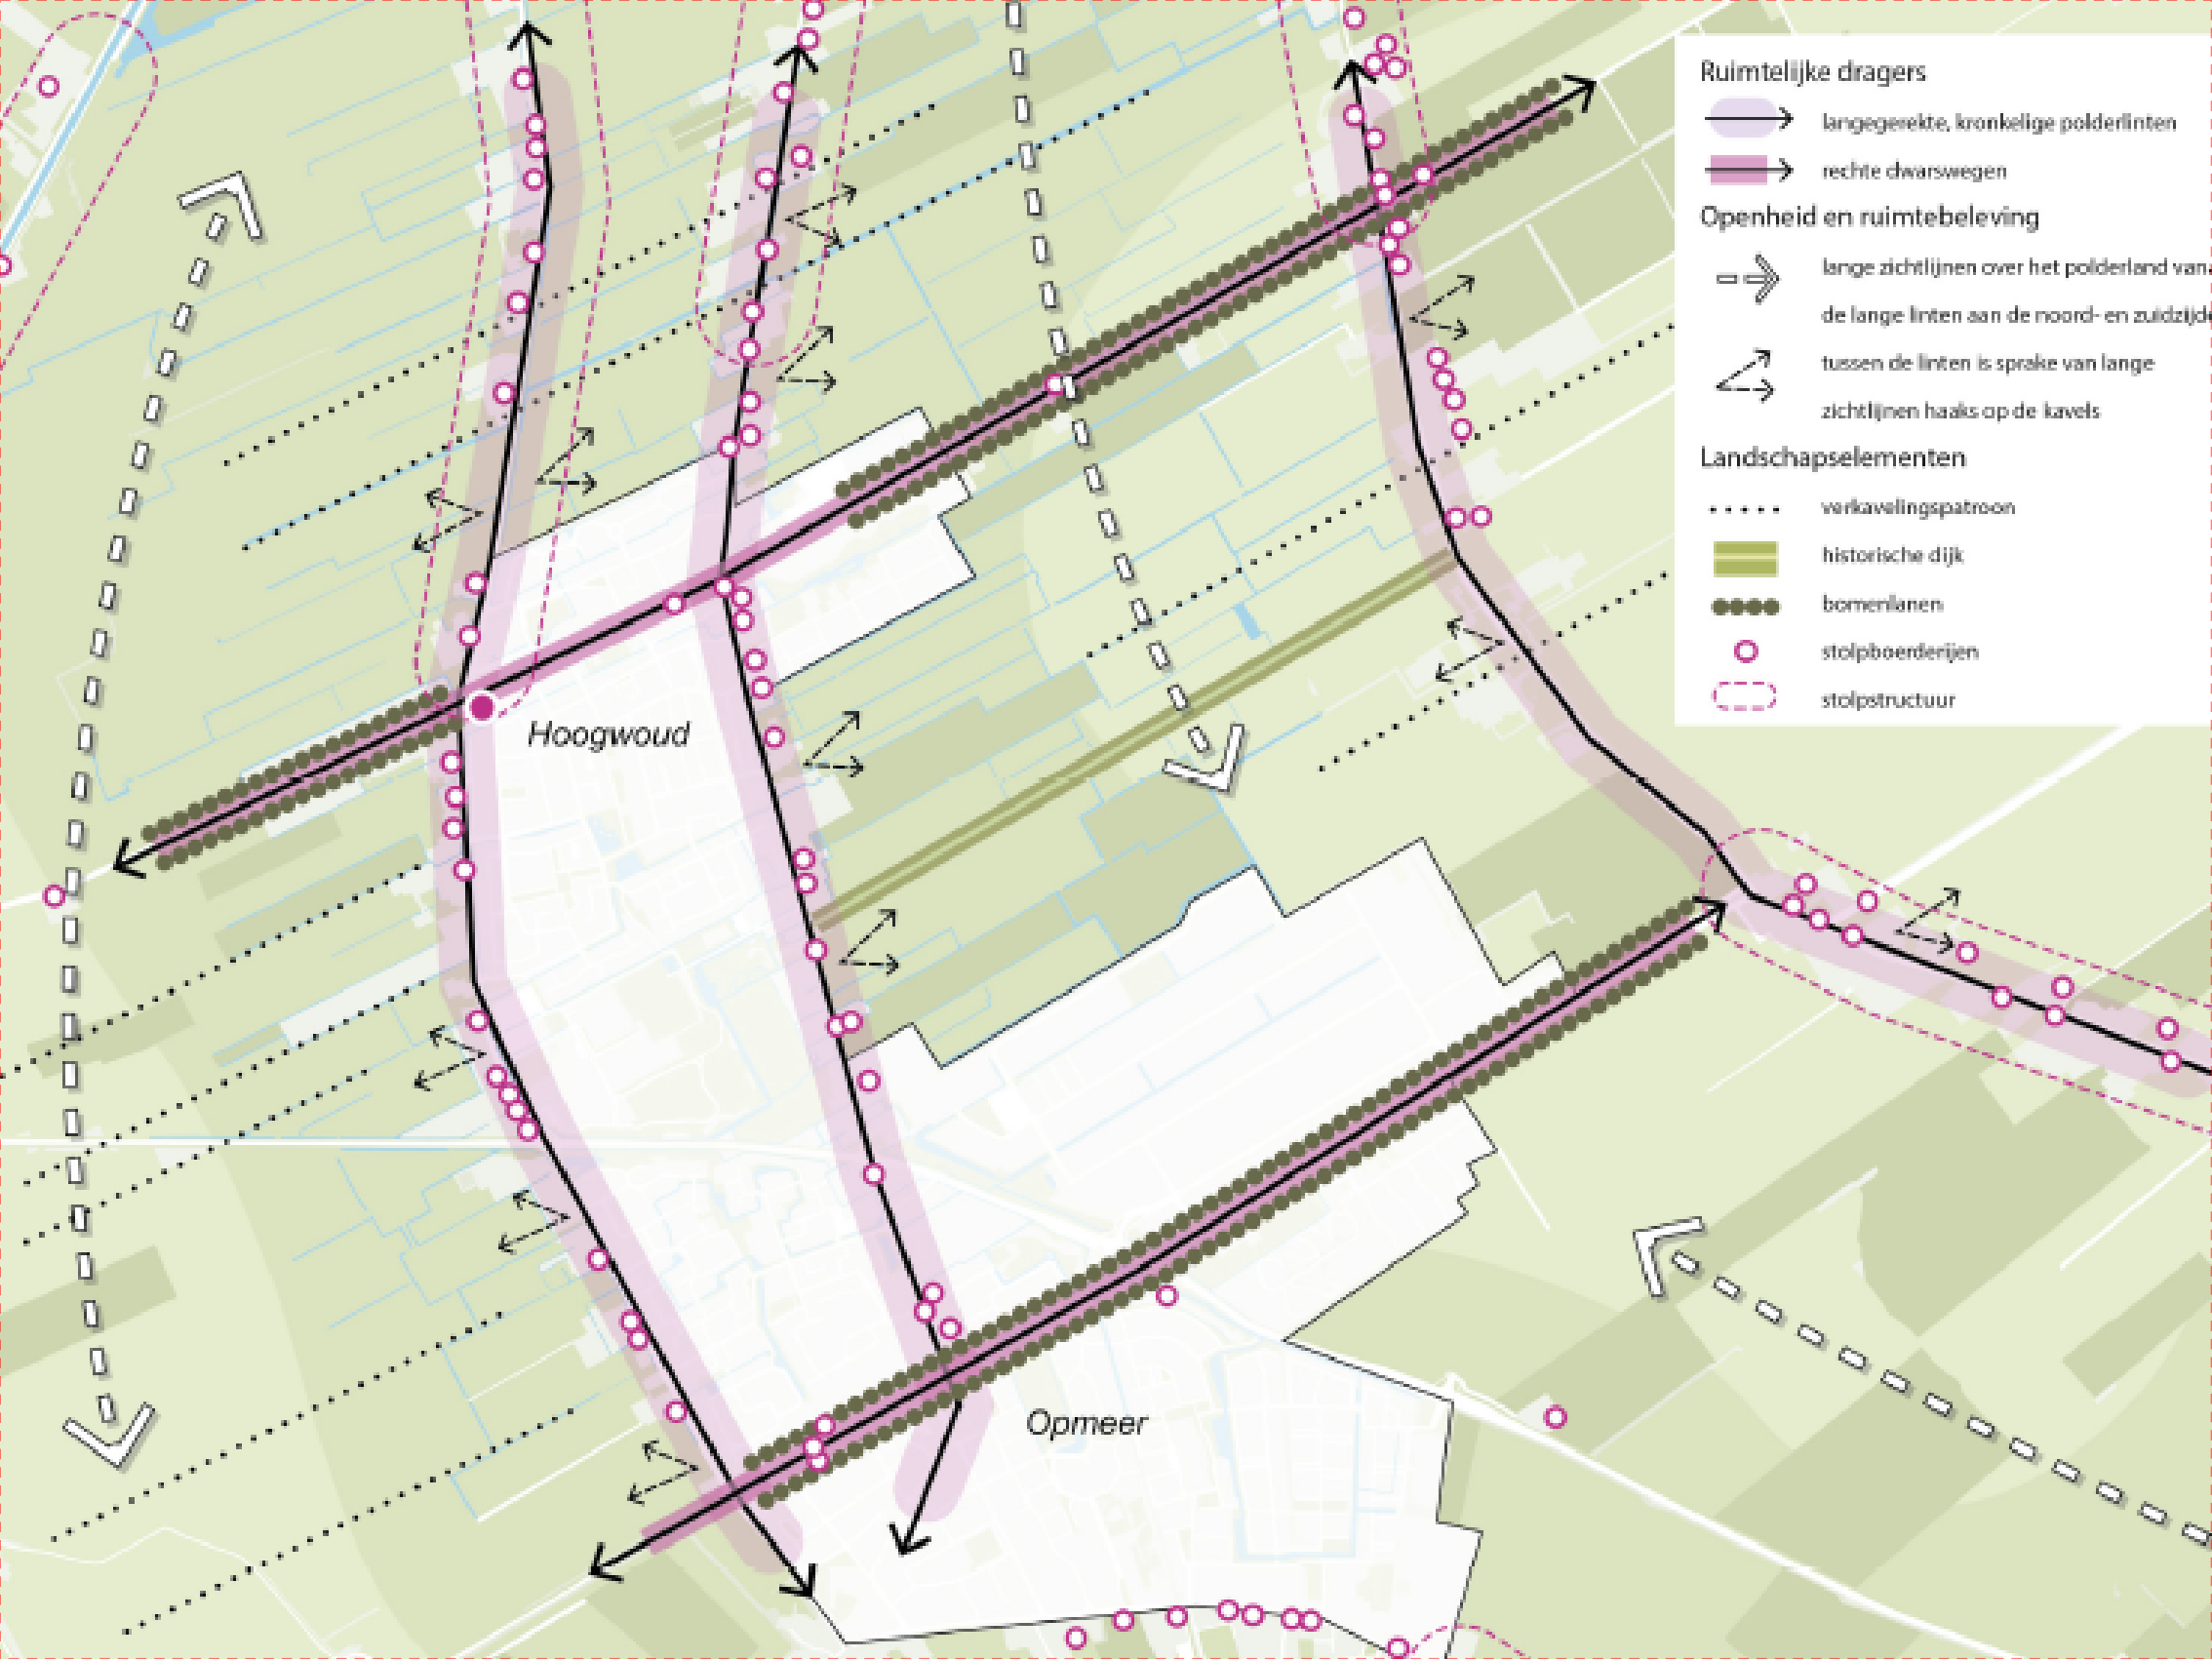 Ruimtelijke dragers
langegerekte, kronkelige polderlinten
rechte dwarswegen
Openheid en ruimtebeleving
lange zichtlijnen over het polderland vana
de lange linten aan de noord- en zuidzijde
tussen de linten is sprake van lange
zichtlijnen haaks op de kavels
Landschapselementen
verkavelingspatroon
historische dijk
bomenlanen
stolpboerderijen
stolpstructuur
Hoogwoud
Opmeer